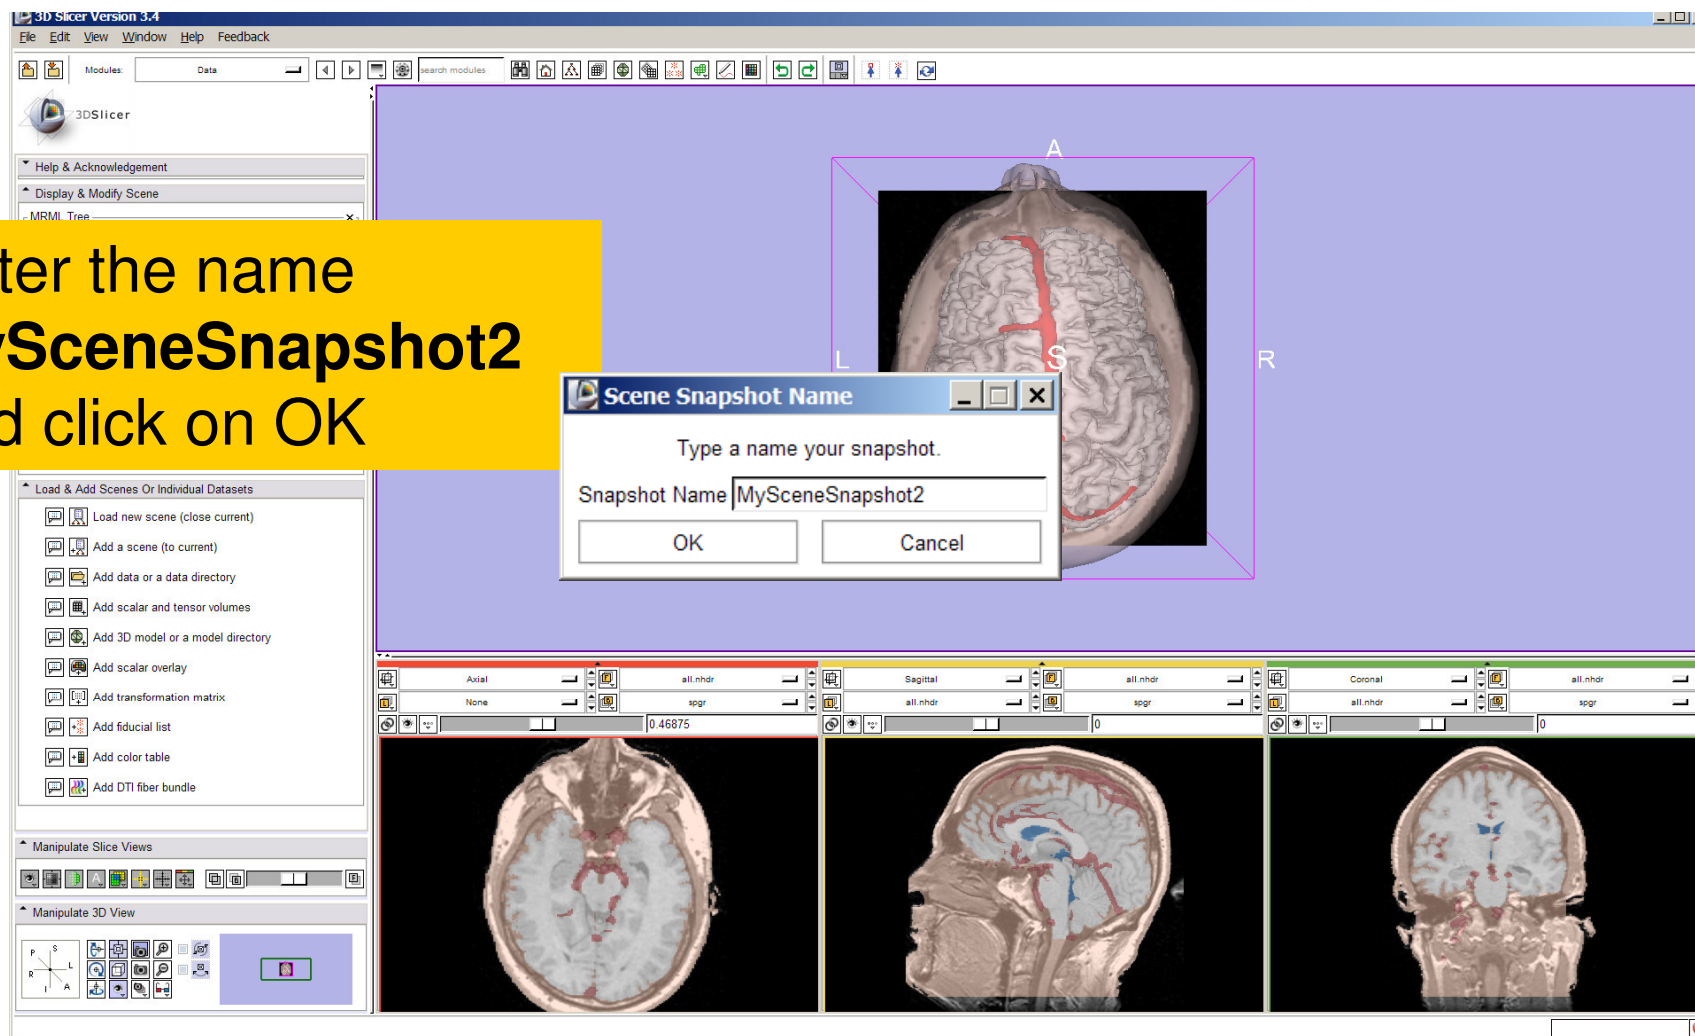 3D Slicer Version 3.4
File Edit View Window Help Feedback
Modules: Data search modules
3DSlicer
Help & Acknowledgement
Display & Modify Scene
MRML Tree
ter the name
ySceneSnapshot2
d click on OK
A
L
S
R
Scene Snapshot Name
Type a name your snapshot.
Snapshot Name MySceneSnapshot2
OK Cancel
Load & Add Scenes Or Individual Datasets
Load new scene (close current)
Add a scene (to current)
Add data or a data directory
Add scalar and tensor volumes
Add 3D model or a model directory
Add scalar overlay
Add transformation matrix
Add fiducial list
Add color table
Add DTI fiber bundle
Axial all.nhdr Sagittal all.nhdr Coronal all.nhdr
None spgr all.nhdr spgr all.nhdr spgr
0.46875 0 0
Manipulate Slice Views
Manipulate 3D View
P S
R L
I A